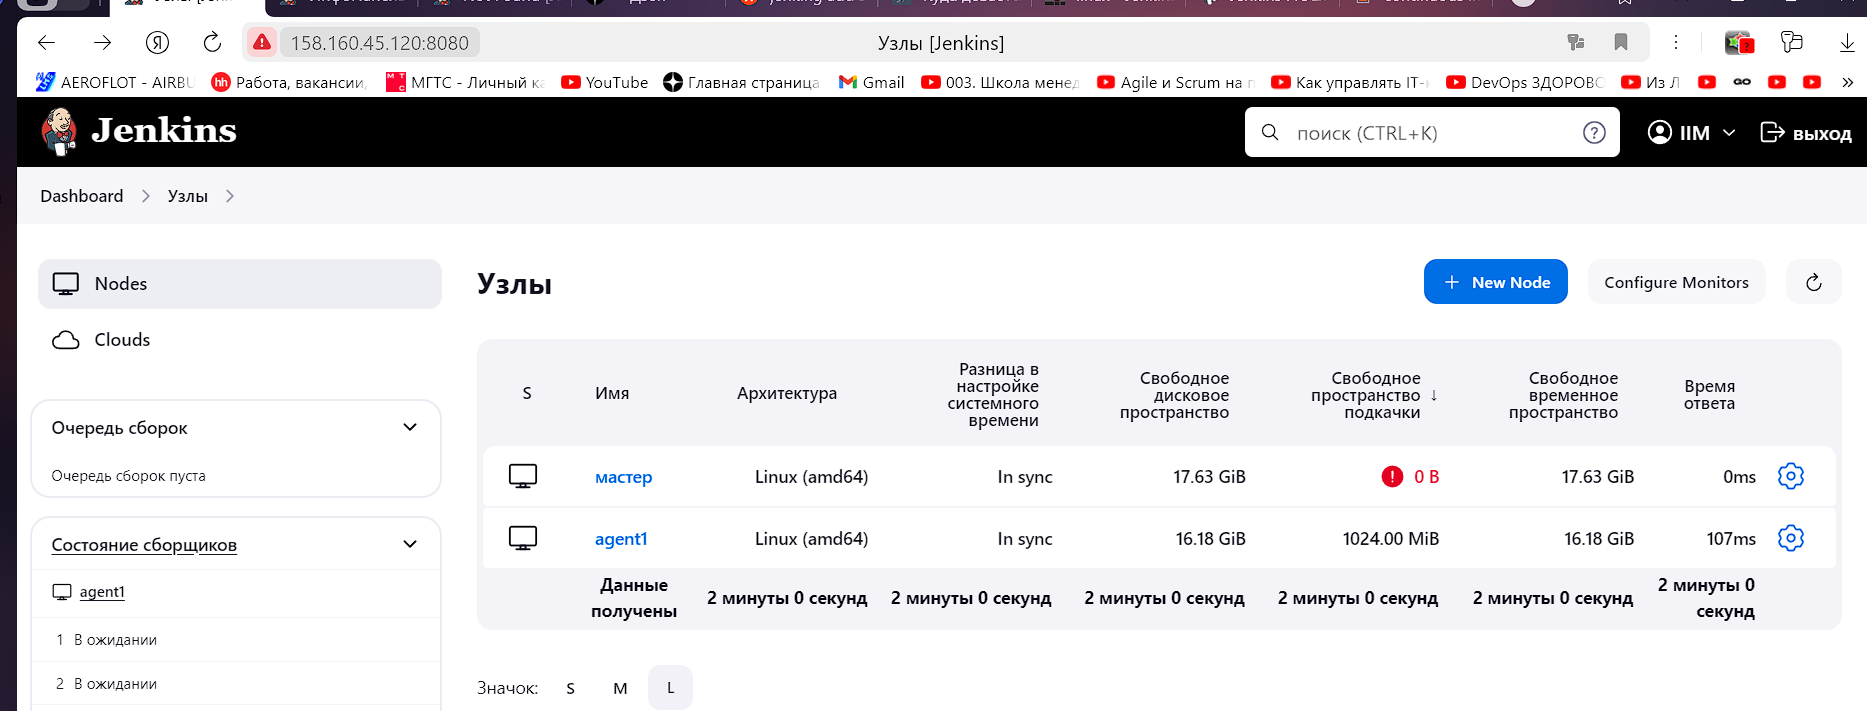 158.160.45.120:8080
Узлы [Jenkins]
AEROFLOT - AIRBU
hh Работа, вакансии,
МТС МГТС - Личный ка
YouTube
Главная страница
Gmail
003. Школа менед
Agile и Scrum на п
Как управлять IT-
DevOps ЗДОРОВО
Из Л
GO
»
Jenkins
поиск (CTRL+K)
?
IIM
выход
Dashboard
Узлы
Nodes
Clouds
Очередь сборок
Очередь сборок пуста
Состояние сборщиков
agent1
1 В ожидании
2 В ожидании
Узлы
+ New Node
Configure Monitors
S
Имя
Архитектура
Разница в
настройке
системного
времени
Свободное
дисковое
пространство
Свободное
пространство ↓
подкачки
Свободное
временное
пространство
Время
ответа
мастер Linux (amd64) In sync 17.63 GiB ! 0 B 17.63 GiB 0ms
agent1 Linux (amd64) In sync 16.18 GiB 1024.00 MiB 16.18 GiB 107ms
Данные
получены
2 минуты 0 секунд
2 минуты 0 секунд
2 минуты 0 секунд
2 минуты 0 секунд
2 минуты 0 секунд
2 минуты 0
секунд
Значок: S M L